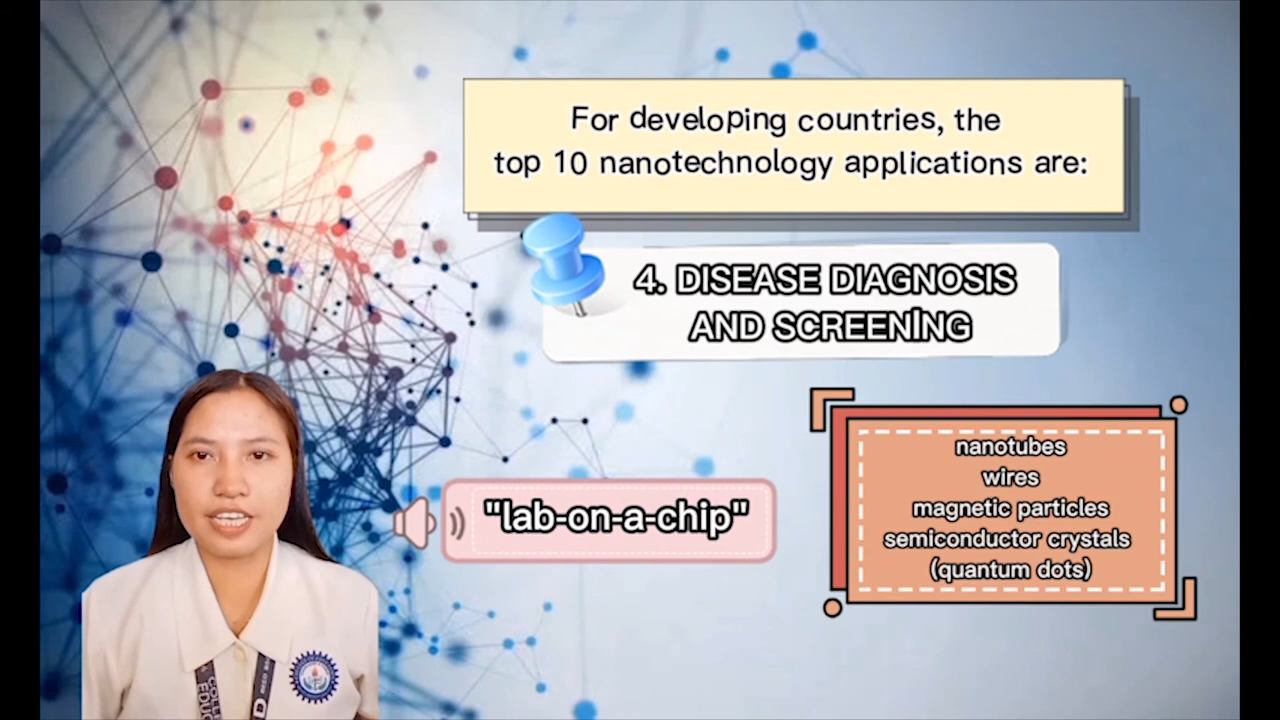 For developing countries, the
top 10 nanotechnology applications are:
4. DISEASE DIAGNOSIS
AND SCREENING
nanotubes
wires
magnetic particles
semiconductor crystals
(quantum dots)
"lab-on-a-chip"